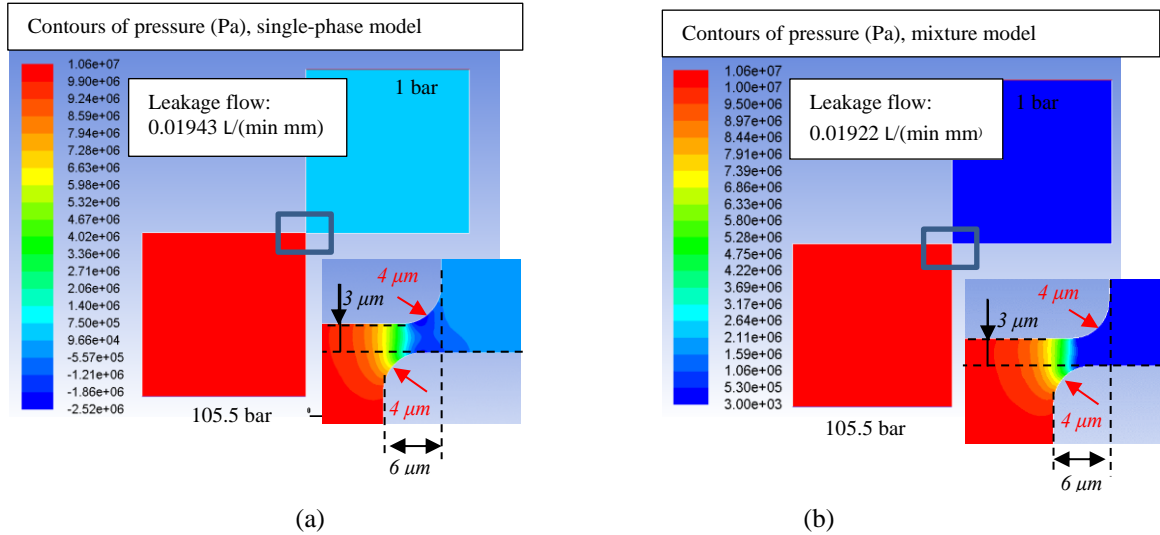 Contours of pressure (Pa), single-phase model
1.06e+07
9.90e+06
9.24e+06
8.59e+06
7.94e+06
7.28e+06
6.63e+06
5.98e+06
5.32e+06
4.67e+06
4.02e+06
3.36e+06
2.71e+06
2.06e+06
1.40e+06
7.50e+05
9.66e+04
-5.57e+05
-1.21e+06
-1.86e+06
-2.52e+06
Leakage flow:
0.01943 L/(min mm)
1 bar
105.5 bar
4 µm
3 µm
4 µm
6 µm
(a)
Contours of pressure (Pa), mixture model
1.06e+07
1.00e+07
9.50e+06
8.97e+06
8.44e+06
7.91e+06
7.39e+06
6.86e+06
6.33e+06
5.80e+06
5.28e+06
4.75e+06
4.22e+06
3.69e+06
3.17e+06
2.64e+06
2.11e+06
1.59e+06
1.06e+06
5.30e+05
3.00e+03
Leakage flow:
0.01922 L/(min mm)
1 bar
105.5 bar
4 µm
3 µm
4 µm
6 µm
(b)